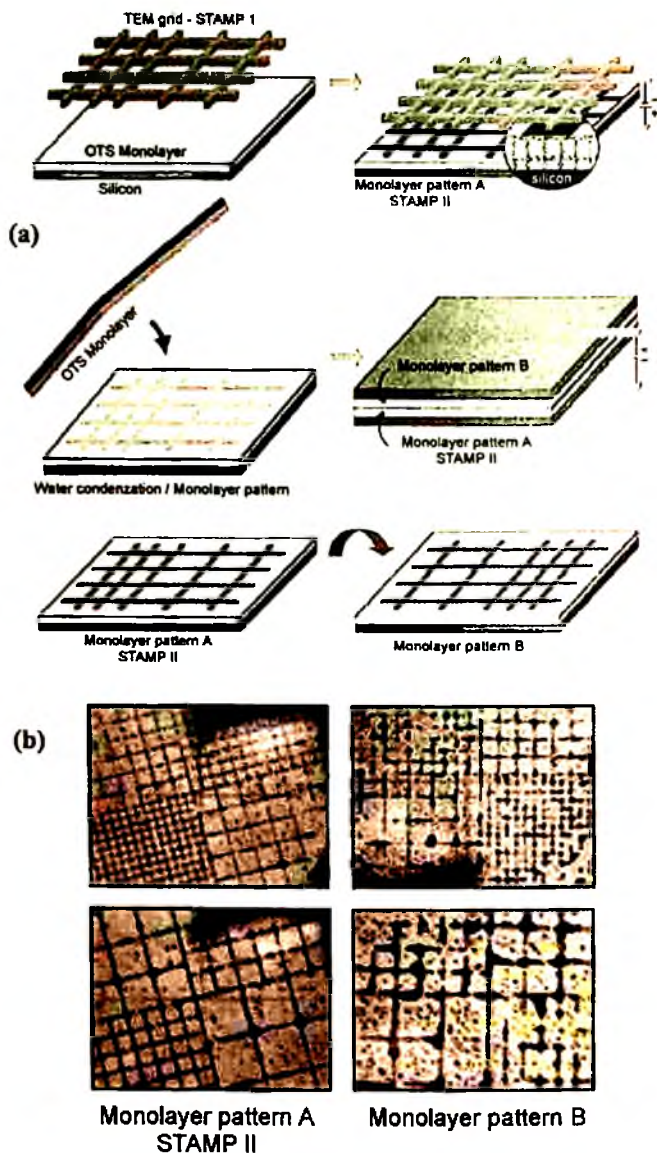 TEM grid - STAMP 1
OTS Monolayer
Silicon
silicon
Monolayer pattern A
STAMP II
(a)
OTS Monolayer
Water condenzation / Monolayer pattern
Monolayer pattern B
Monolayer pattern A
STAMP II
Monolayer pattern A
STAMP II
Monolayer pattern B
(b)
Monolayer pattern A
STAMP II
Monolayer pattern B